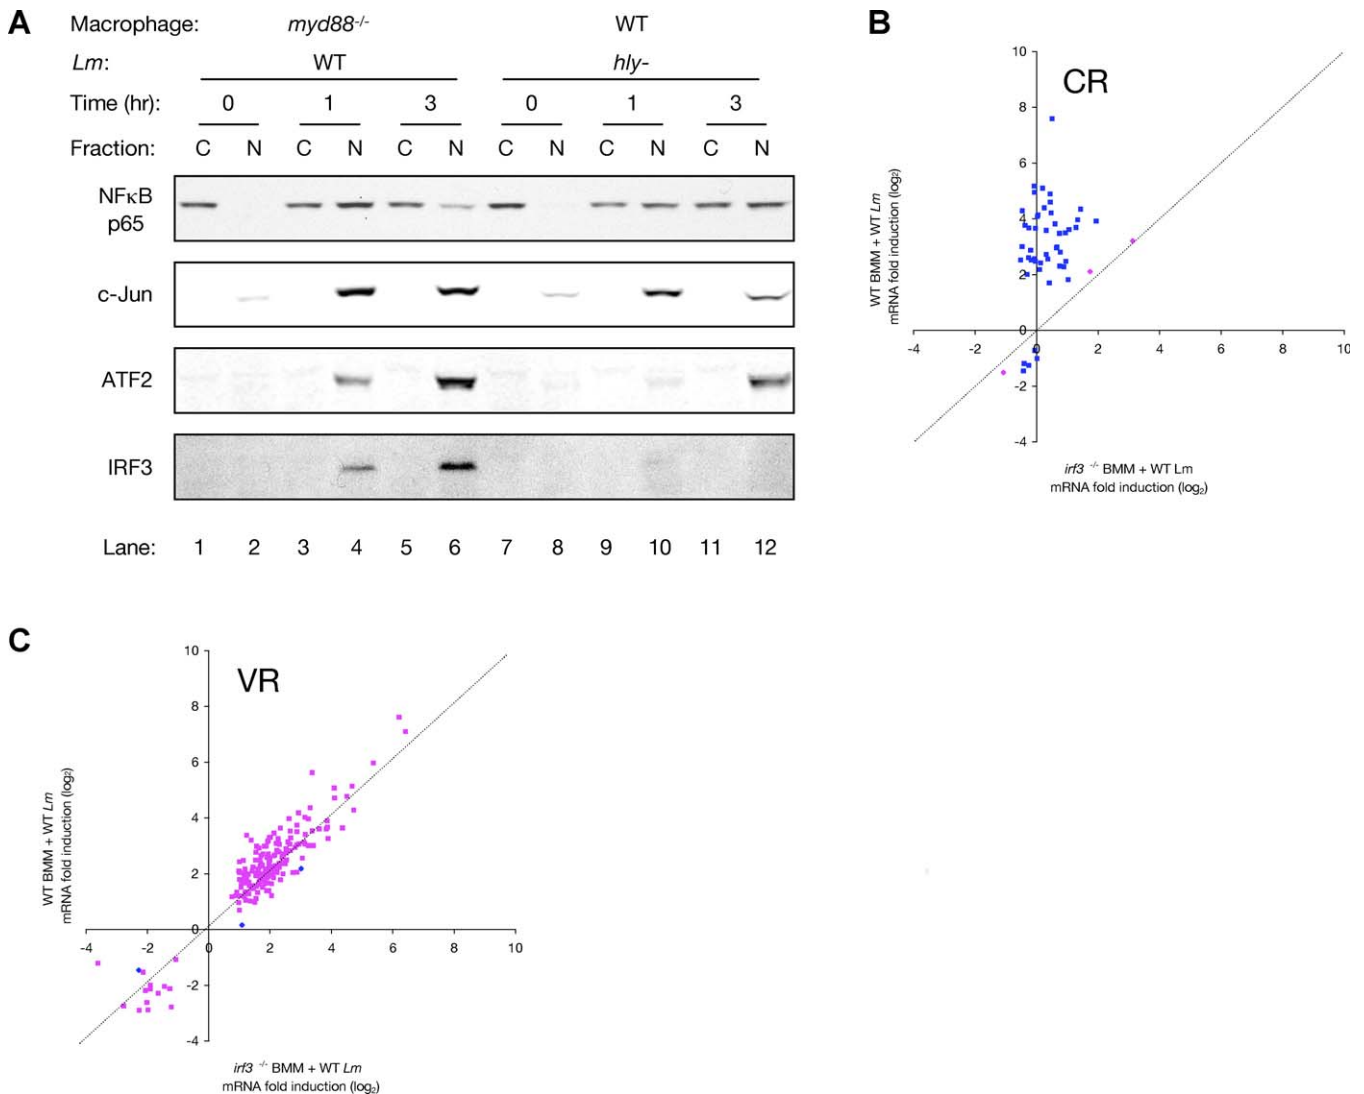 A
Macrophage: myd88-/- WT
Lm: WT hly-
Time (hr): 0 1 3 0 1 3
Fraction: C N C N C N C N C N C N
NFκB
p65
c-Jun
ATF2
IRF3
Lane: 1 2 3 4 5 6 7 8 9 10 11 12
B
CR
WT BMM + WT Lm
mRNA fold induction (log2)
10
8
6
4
2
0
-2
-4
-4 -2 0 2 4 6 8 10
irf3 -/- BMM + WT Lm
mRNA fold induction (log2)
C
VR
WT BMM + WT Lm
mRNA fold induction (log2)
10
8
6
4
2
0
-2
-4
-4 -2 0 2 4 6 8 10
irf3 -/- BMM + WT Lm
mRNA fold induction (log2)